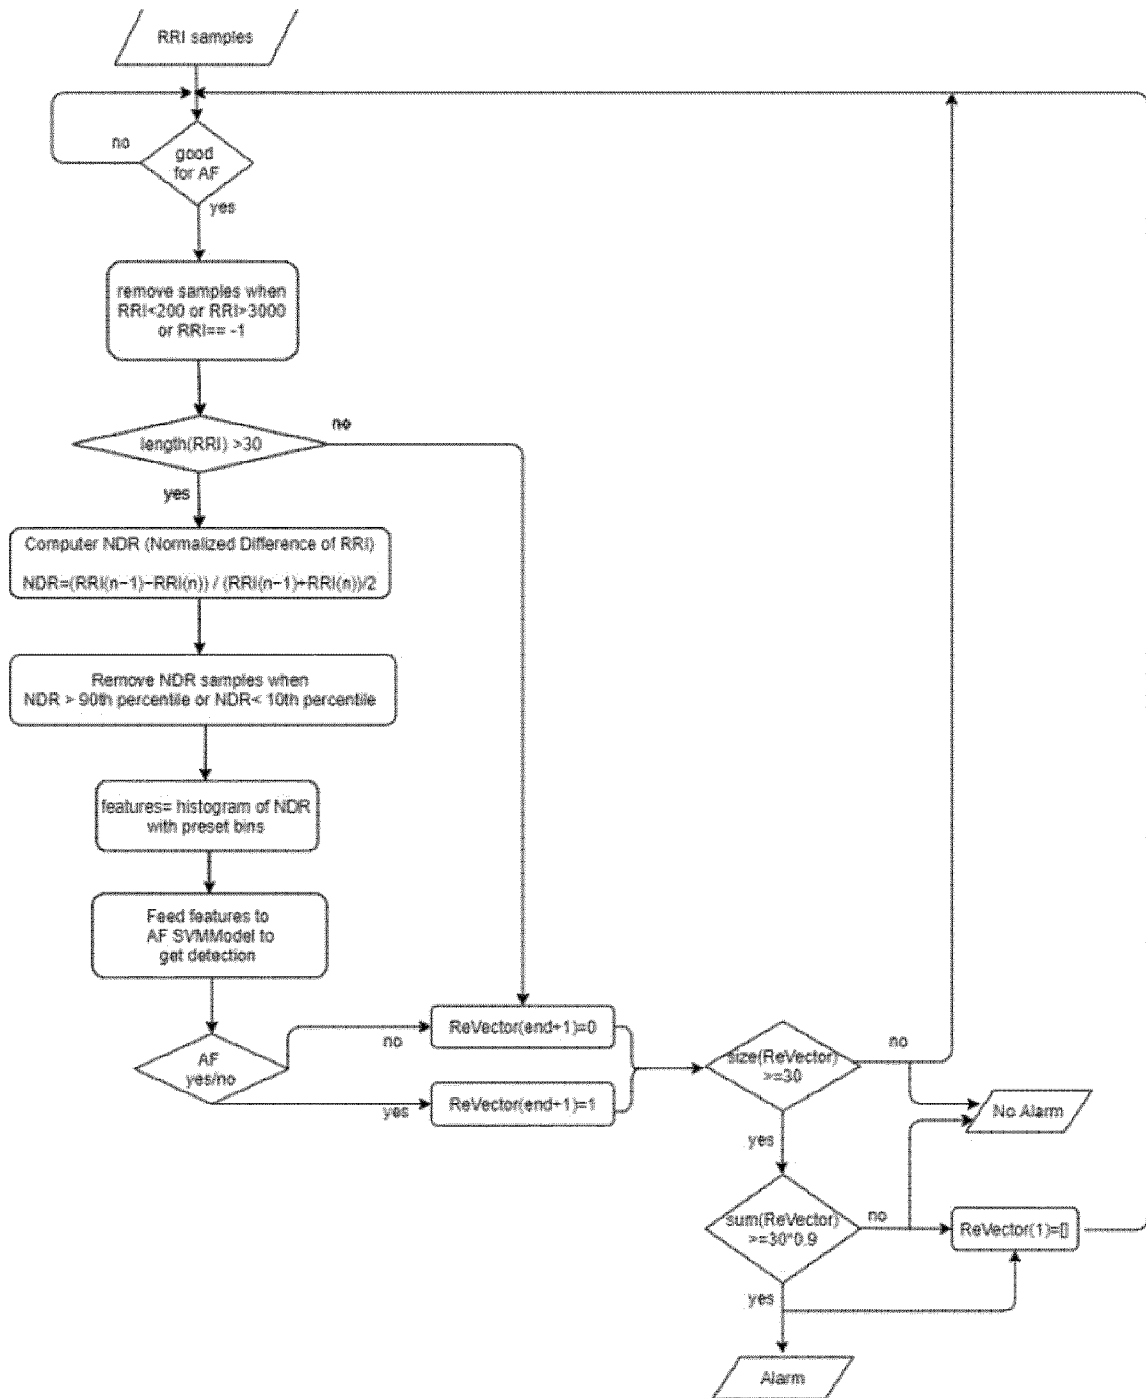 RRI samples
no
good
for AF
yes
remove samples when
RRI<200 or RRI>3000
or RRI== -1
no
length(RRI) >30
yes
Computer NDR (Normalized Difference of RRI)
NDR=(RRI(n−1)−RRI(n)) / (RRI(n−1)+RRI(n))/2
Remove NDR samples when
NDR > 90th percentile or NDR< 10th percentile
features= histogram of NDR
with preset bins
Feed features to
AF SVMModel to
get detection
AF
yes/no
no
yes
ReVector(end+1)=0
ReVector(end+1)=1
size(ReVector)
>=30
no
No Alarm
yes
sum(ReVector)
>=30*0.9
no
ReVector(1)=[]
yes
Alarm